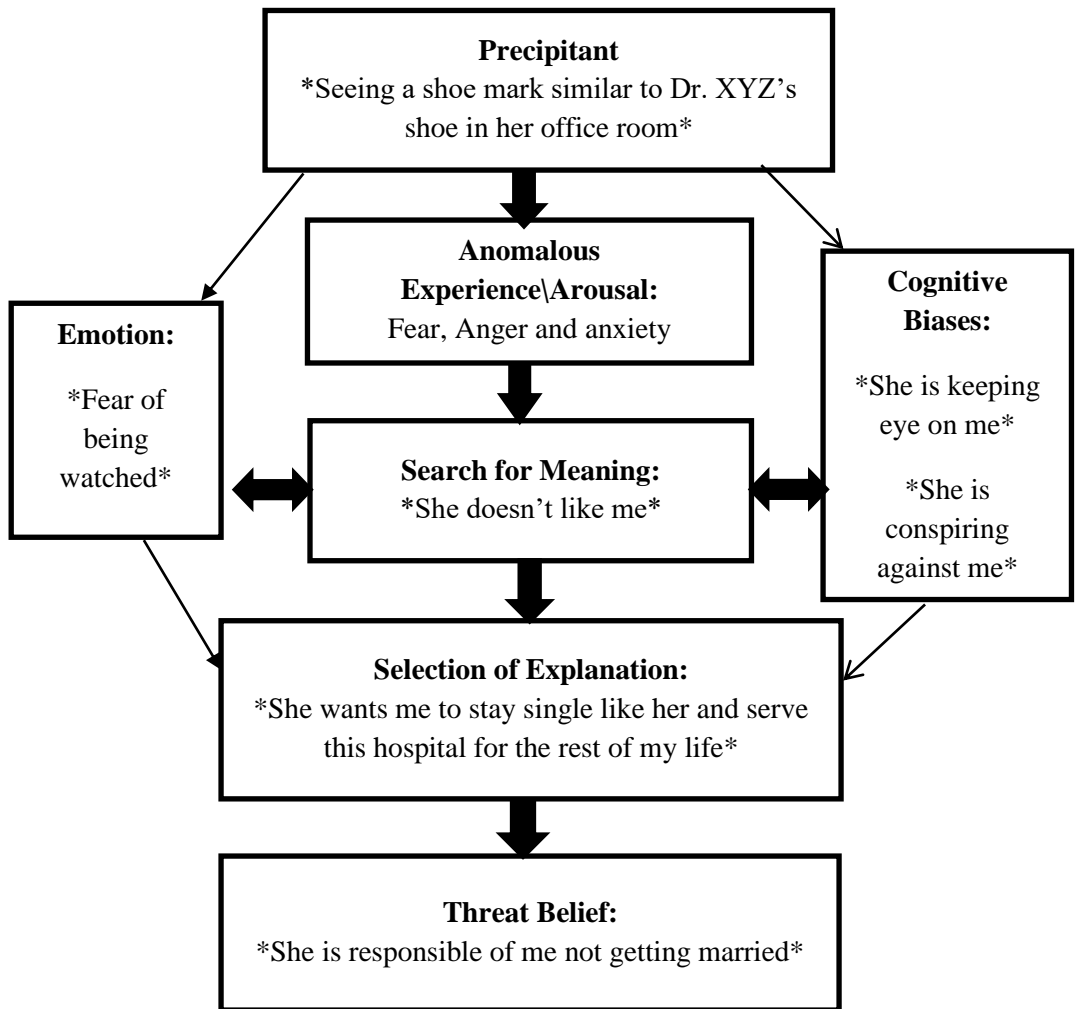 Precipitant
*Seeing a shoe mark similar to Dr. XYZ’s
shoe in her office room*
Anomalous
Experience\Arousal:
Fear, Anger and anxiety
Emotion:
*Fear of
being
watched*
Search for Meaning:
*She doesn’t like me*
Cognitive
Biases:
*She is keeping
eye on me*
*She is
conspiring
against me*
Selection of Explanation:
*She wants me to stay single like her and serve
this hospital for the rest of my life*
Threat Belief:
*She is responsible of me not getting married*